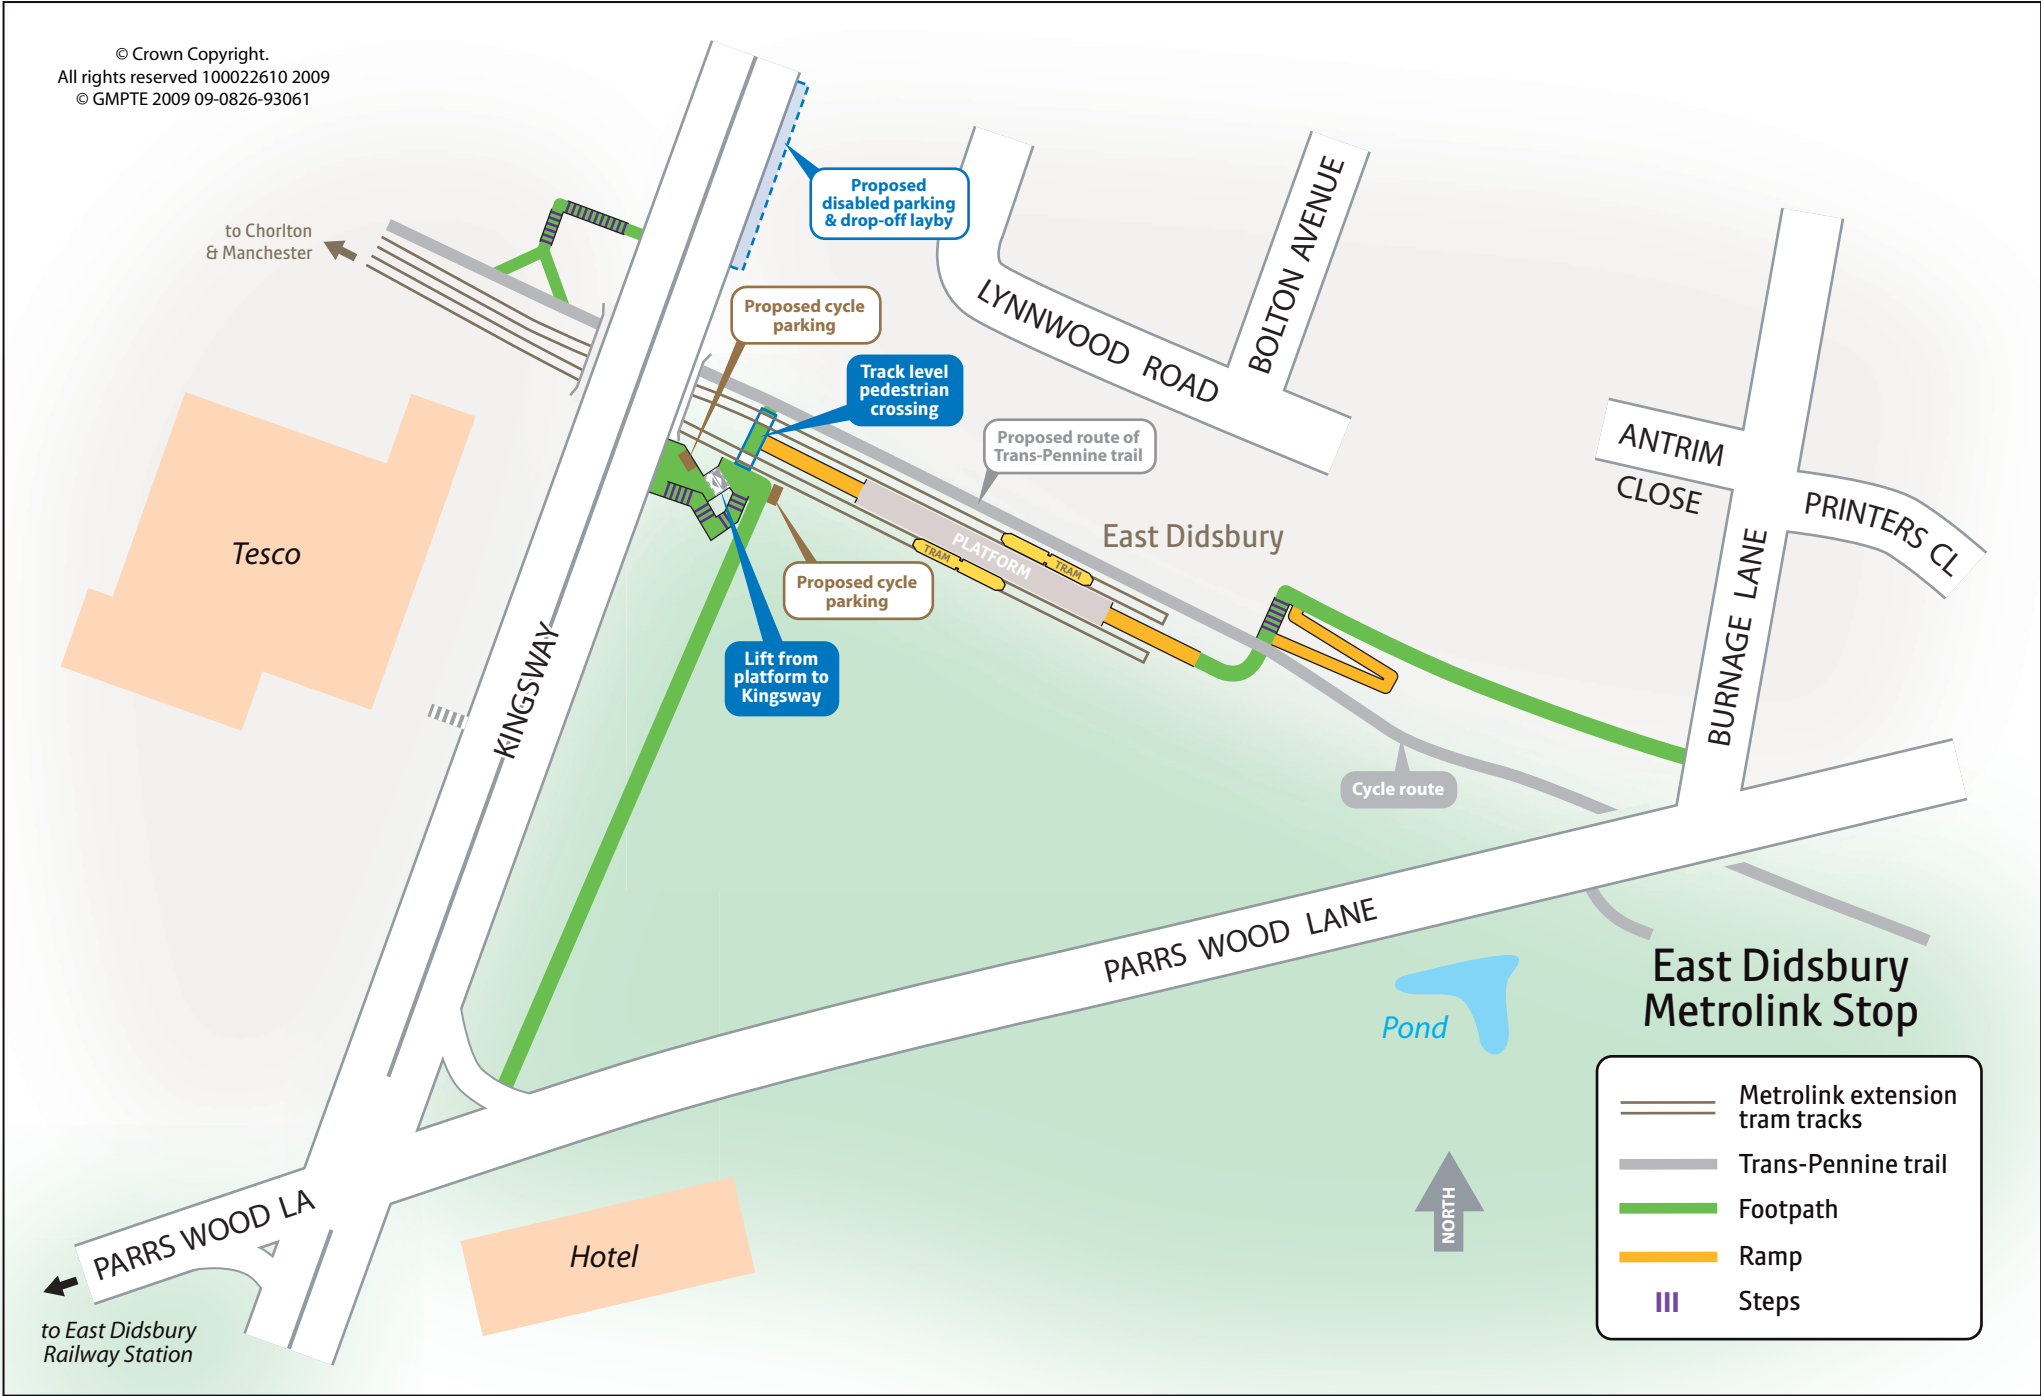 © Crown Copyright.
All rights reserved 100022610 2009
© GMPTE 2009 09-0826-93061
to Chorlton
& Manchester
Proposed
disabled parking
& drop-off layby
Proposed cycle
parking
Track level
pedestrian
crossing
LYNNWOOD ROAD
BOLTON AVENUE
Proposed route of
Trans-Pennine trail
ANTRIM
CLOSE
PRINTERS CL
BURNAGE LANE
East Didsbury
Tesco
PLATFORM
TRAM
TRAM
Proposed cycle
parking
Lift from
platform to
Kingsway
KINGSWAY
Cycle route
PARRS WOOD LANE
Pond
East Didsbury
Metrolink Stop
Metrolink extension
tram tracks
Trans-Pennine trail
Footpath
Ramp
Steps
NORTH
Hotel
PARRS WOOD LA
to East Didsbury
Railway Station